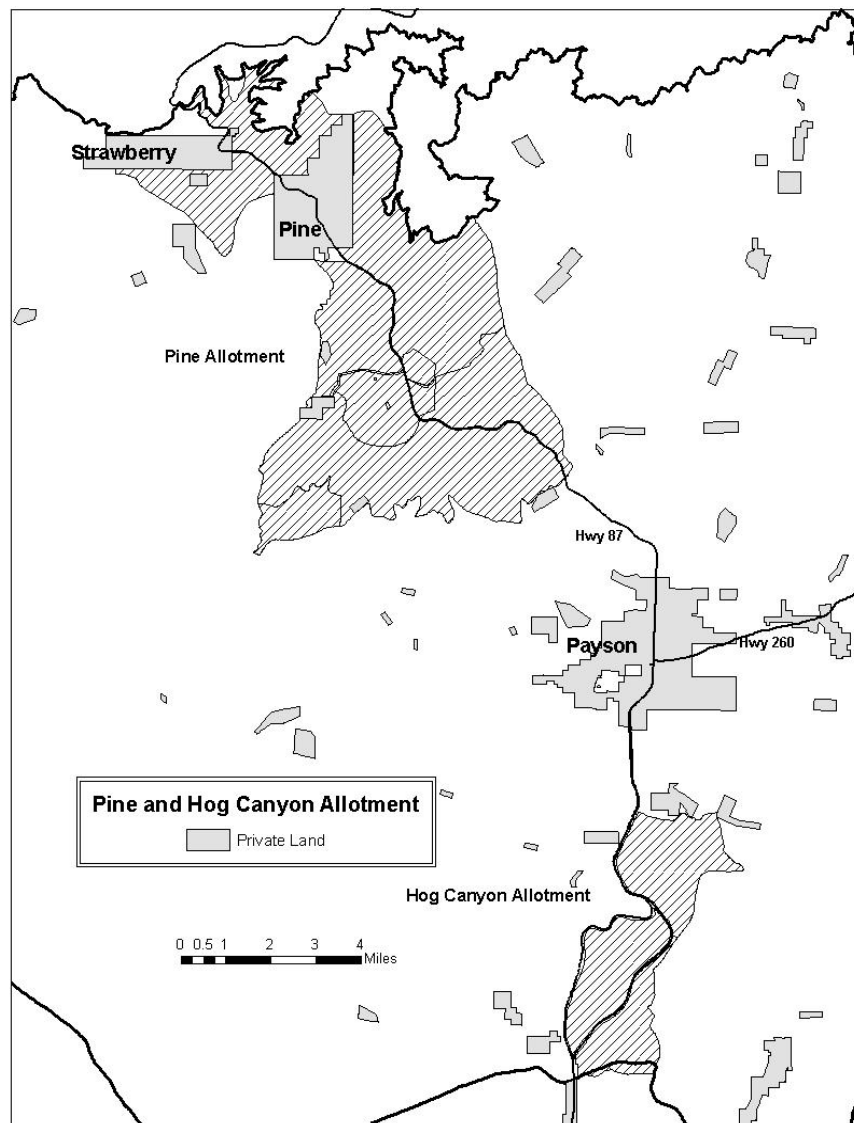 Strawberry
Pine
Pine Allotment
Hwy 87
Payson
Hwy 260
Pine and Hog Canyon Allotment
Private Land
Hog Canyon Allotment
0 0.5 1 2 3 4
Miles